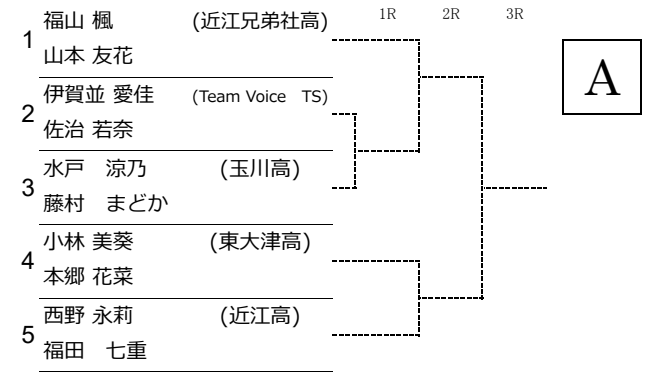 1R 2R 3R
A
1
福山 楓 (近江兄弟社高)
山本 友花
2
伊賀並 愛佳 (Team Voice　TS)
佐治 若奈
3
水戸　涼乃 (玉川高)
藤村　まどか
4
小林 美葵 (東大津高)
本郷 花菜
5
西野 永莉 (近江高)
福田　七重